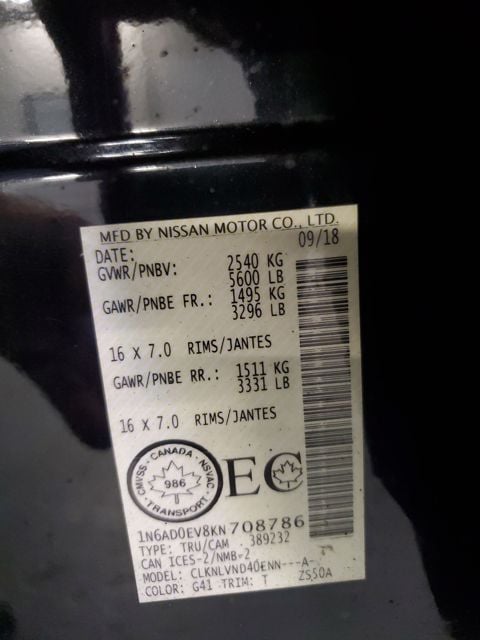 MFD BY NISSAN MOTOR CO., LTD.
DATE: 09/18
GVWR/PNBV: 2540 KG
5600 LB
GAWR/PNBE FR.: 1495 KG
3296 LB
16 X 7.0 RIMS/JANTES
GAWR/PNBE RR.: 1511 KG
3331 LB
16 X 7.0 RIMS/JANTES
CMVSS · CANADA · NSVAC
986
TRANSPORT
EC
1N6AD0EV8KN708786
TYPE: TRU/CAM 389232
CAN ICES-2/NMB-2
MODEL: CLKNLVND40ENN---A-
COLOR: G41 TRIM: T ZS50A